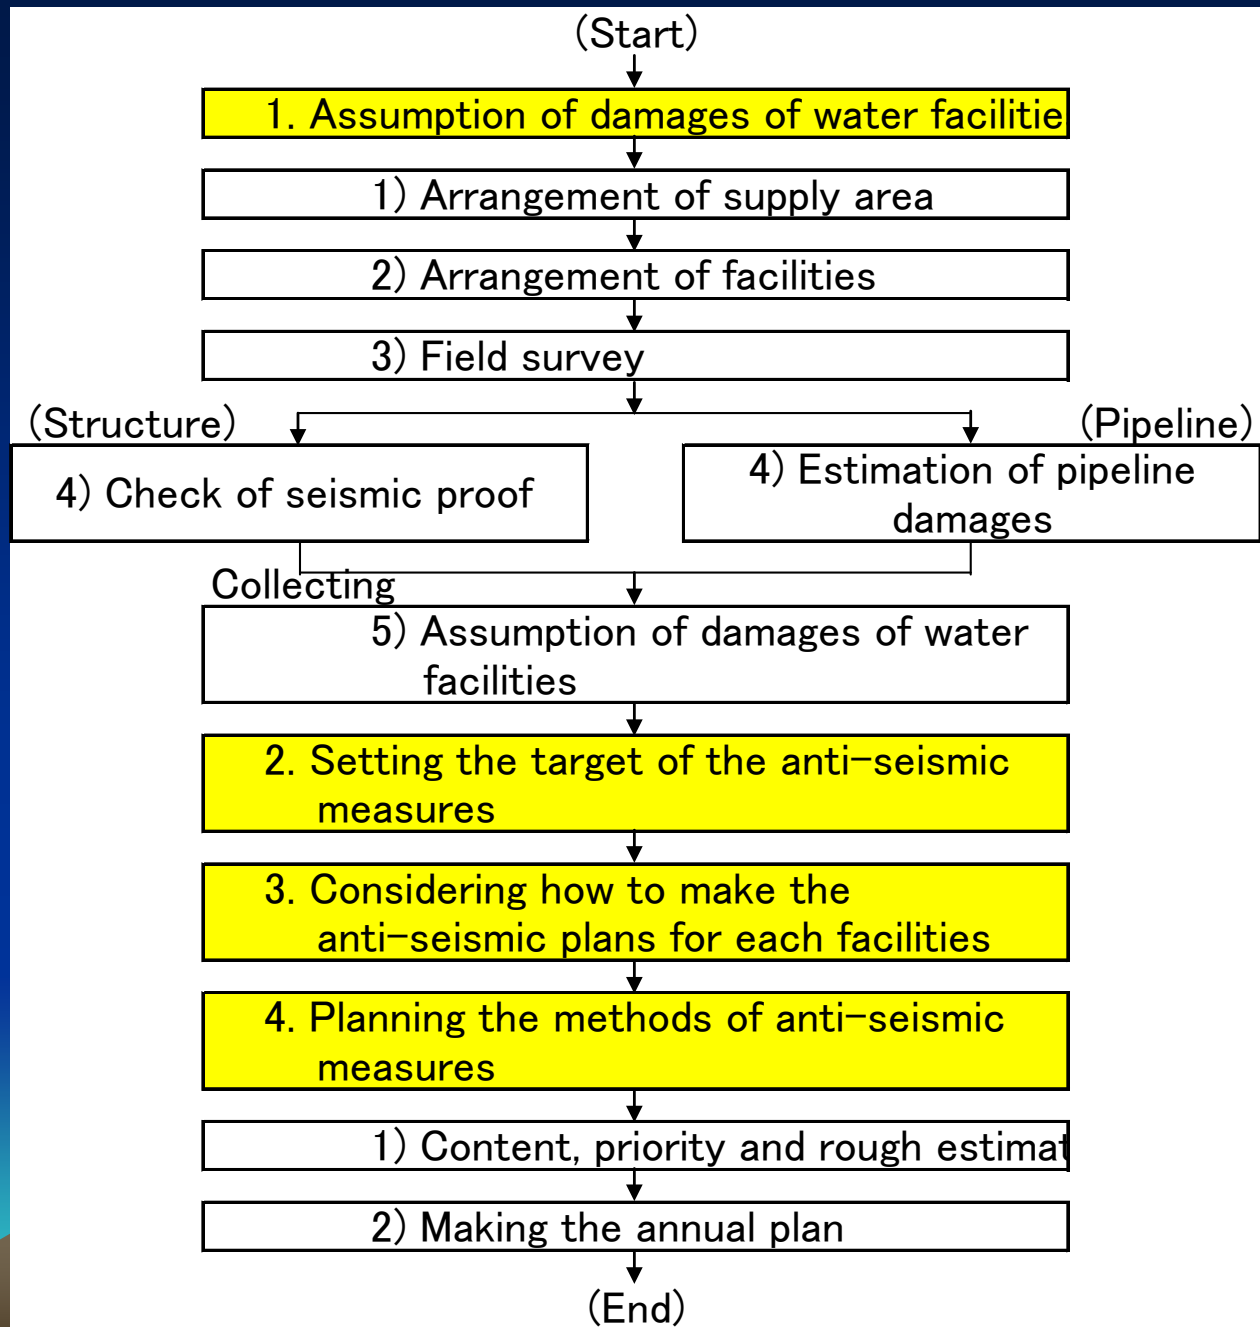 (Start)
1. Assumption of damages of water facilitie
1) Arrangement of supply area
2) Arrangement of facilities
3) Field survey
(Structure)
(Pipeline)
4) Check of seismic proof
4) Estimation of pipeline
damages
Collecting
5) Assumption of damages of water
facilities
2. Setting the target of the anti-seismic
measures
3. Considering how to make the
anti-seismic plans for each facilities
4. Planning the methods of anti-seismic
measures
1) Content, priority and rough estimat
2) Making the annual plan
(End)